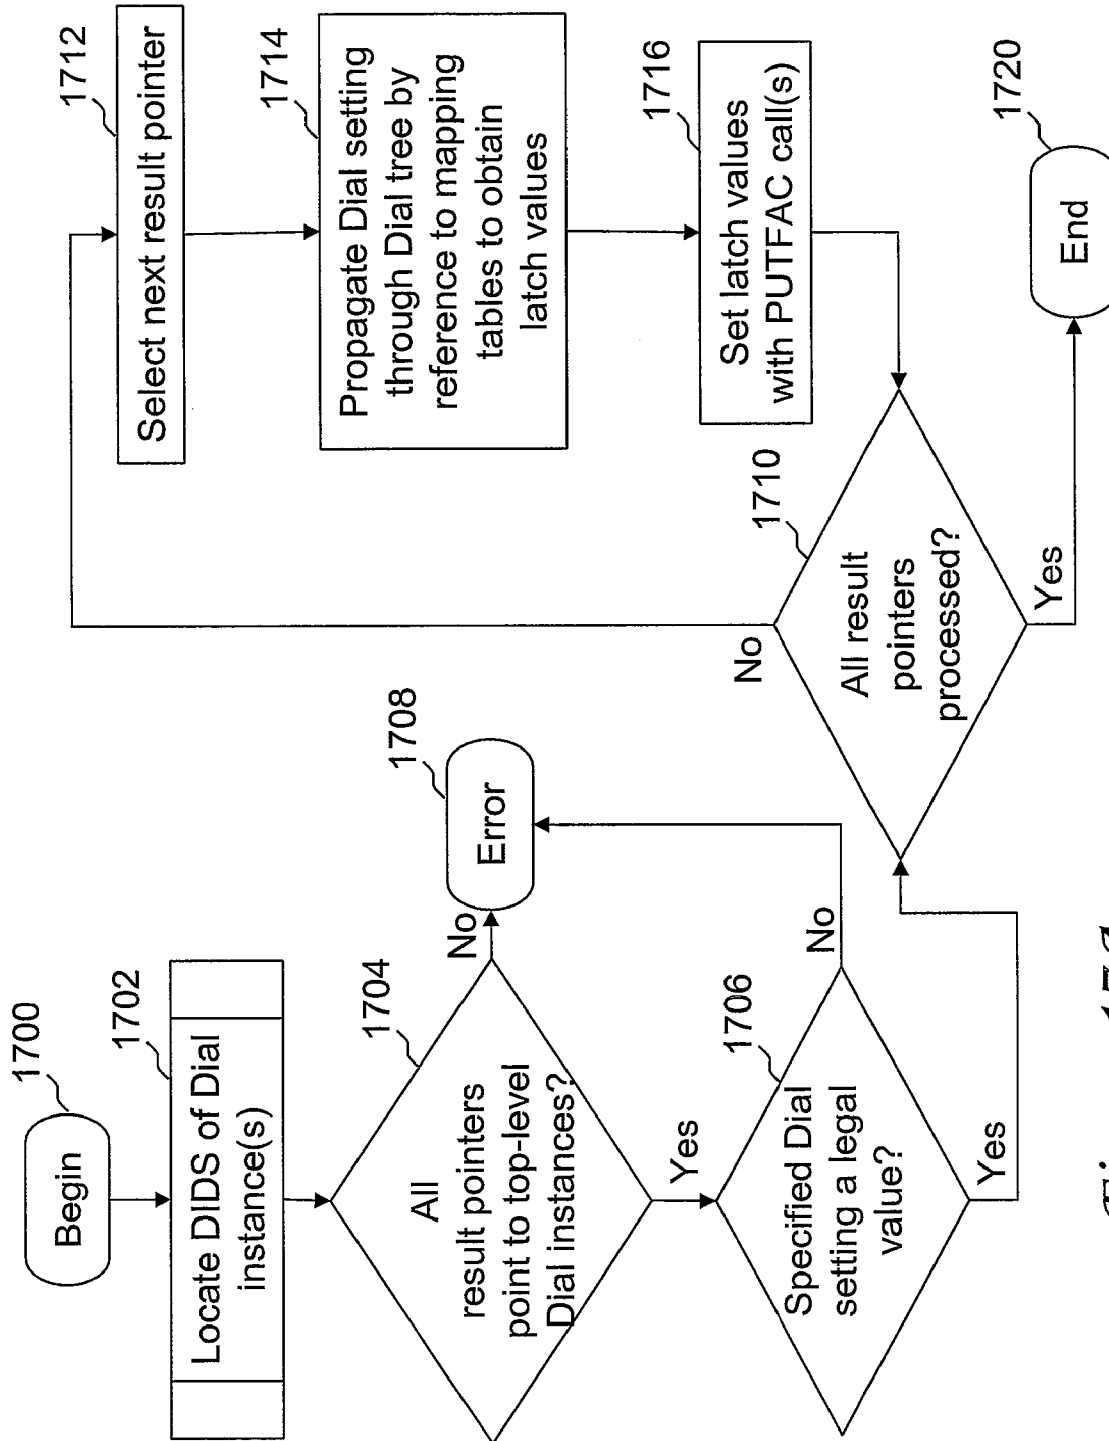 1700
Begin
1702
Locate DIDS of Dial
instance(s)
1704
All
result pointers
point to top-level
Dial instances?
No
1708
Error
Yes
1706
Specified Dial
setting a legal
value?
No
Yes
1710
All result
pointers
processed?
No
Yes
1712
Select next result pointer
1714
Propagate Dial setting
through Dial tree by
reference to mapping
tables to obtain
latch values
1716
Set latch values
with PUTFAC call(s)
1720
End